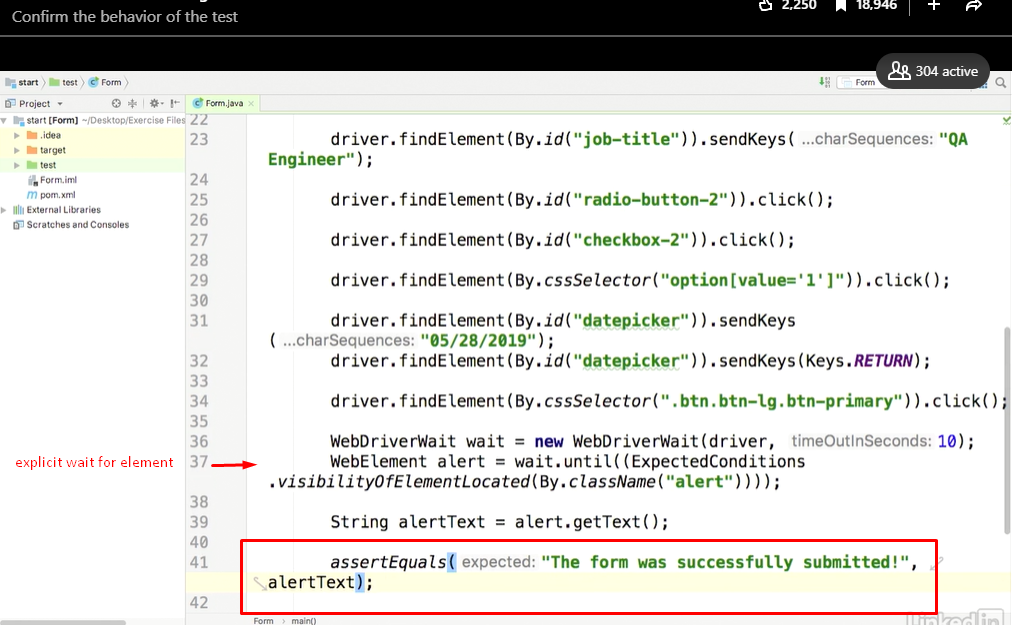 Confirm the behavior of the test
2,250
18,946
304 active
start test Form
Form
Project
Form.java
start [Form] ~/Desktop/Exercise Files
.idea
target
test
Form.iml
pom.xml
External Libraries
Scratches and Consoles
22
23 driver.findElement(By.id("job-title")).sendKeys( ...charSequences: "QA
Engineer");
24
25 driver.findElement(By.id("radio-button-2")).click();
26
27 driver.findElement(By.id("checkbox-2")).click();
28
29 driver.findElement(By.cssSelector("option[value='1']")).click();
30
31 driver.findElement(By.id("datepicker")).sendKeys
( ...charSequences: "05/28/2019");
32 driver.findElement(By.id("datepicker")).sendKeys(Keys.RETURN);
33
34 driver.findElement(By.cssSelector(".btn.btn-lg.btn-primary")).click();
35
36 WebDriverWait wait = new WebDriverWait(driver, timeOutInSeconds: 10);
explicit wait for element
37 WebElement alert = wait.until((ExpectedConditions
.visibilityOfElementLocated(By.className("alert"))));
38
39 String alertText = alert.getText();
40
41 assertEquals( expected: "The form was successfully submitted!",
alertText);
42
Form main()
Linked in